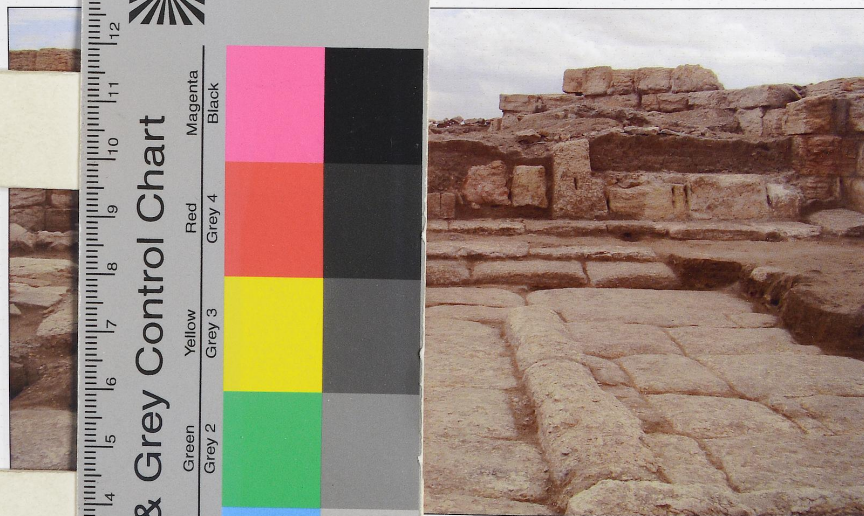 & Grey Control Chart
Magenta
Red
Yellow
Green
Black
Grey 4
Grey 3
Grey 2
12
11
10
9
8
7
6
5
4